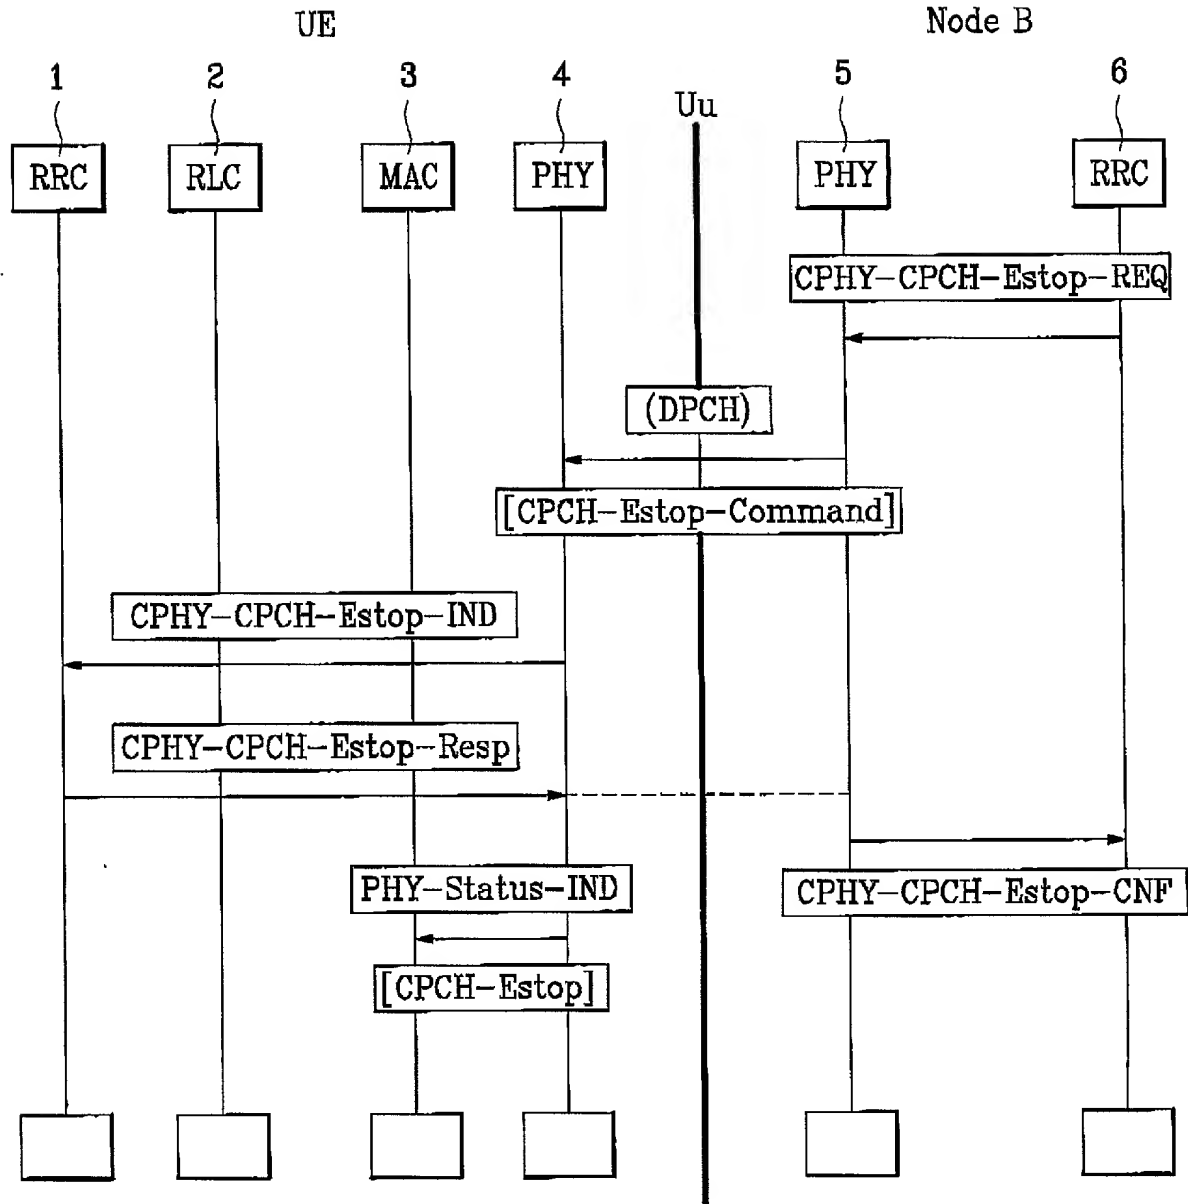 UE
Node B
1
2
3
4
5
6
Uu
RRC
RLC
MAC
PHY
PHY
RRC
CPHY-CPCH-Estop-REQ
(DPCH)
[CPCH-Estop-Command]
CPHY-CPCH-Estop-IND
CPHY-CPCH-Estop-Resp
PHY-Status-IND
CPHY-CPCH-Estop-CNF
[CPCH-Estop]